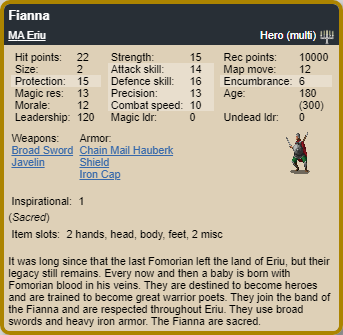 Fianna
MA Eriu Hero (multi)
Hit points: 22 Strength: 15 Rec points: 10000
Size: 2 Attack skill: 14 Map move: 12
Protection: 15 Defence skill: 16 Encumbrance: 6
Magic res: 13 Precision: 13 Age: 180
Morale: 12 Combat speed: 10 (300)
Leadership: 120 Magic ldr: 0 Undead ldr: 0
Weapons: Armor:
Broad Sword Chain Mail Hauberk
Javelin Shield
Iron Cap
Inspirational: 1
(Sacred)
Item slots: 2 hands, head, body, feet, 2 misc
It was long since that the last Fomorian left the land of Eriu, but their
legacy still remains. Every now and then a baby is born with
Fomorian blood in his veins. They are destined to become heroes
and are trained to become great warrior poets. They join the band of
the Fianna and are respected throughout Eriu. They use broad
swords and heavy iron armor. The Fianna are sacred.